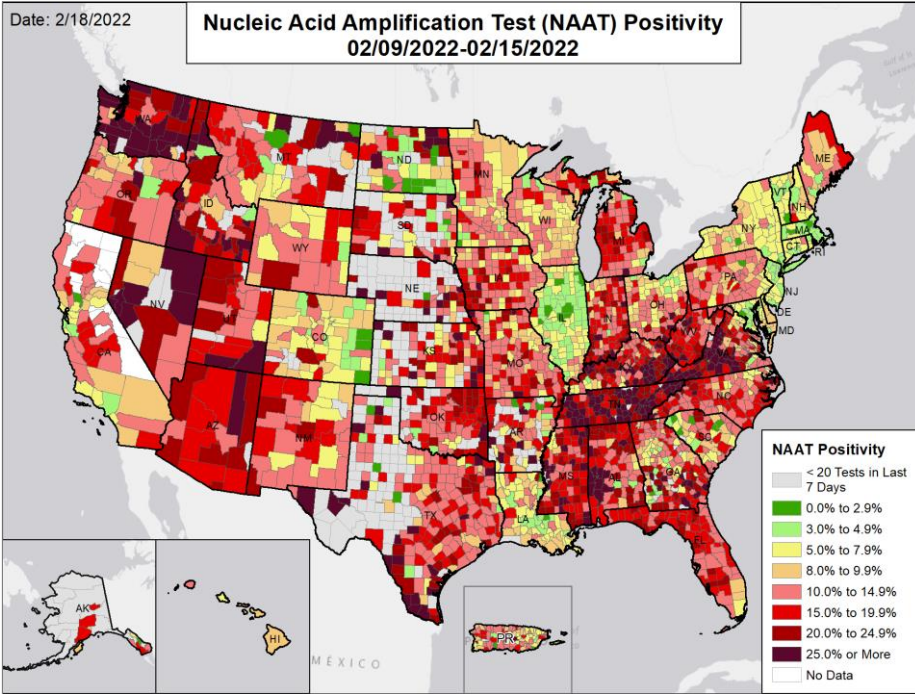 Date: 2/18/2022
Nucleic Acid Amplification Test (NAAT) Positivity
02/09/2022-02/15/2022
WA
MT
ND
MN
ME
OR
ID
WY
SD
WI
MI
NY
VT
NH
MA
CT
RI
NV
UT
CO
NE
IA
IL
IN
OH
PA
NJ
DE
MD
CA
KS
MO
KY
WV
VA
AZ
NM
OK
AR
TN
NC
SC
TX
LA
MS
AL
GA
FL
AK
HI
PR
MÉXICO
NAAT Positivity
< 20 Tests in Last
7 Days
0.0% to 2.9%
3.0% to 4.9%
5.0% to 7.9%
8.0% to 9.9%
10.0% to 14.9%
15.0% to 19.9%
20.0% to 24.9%
25.0% or More
No Data